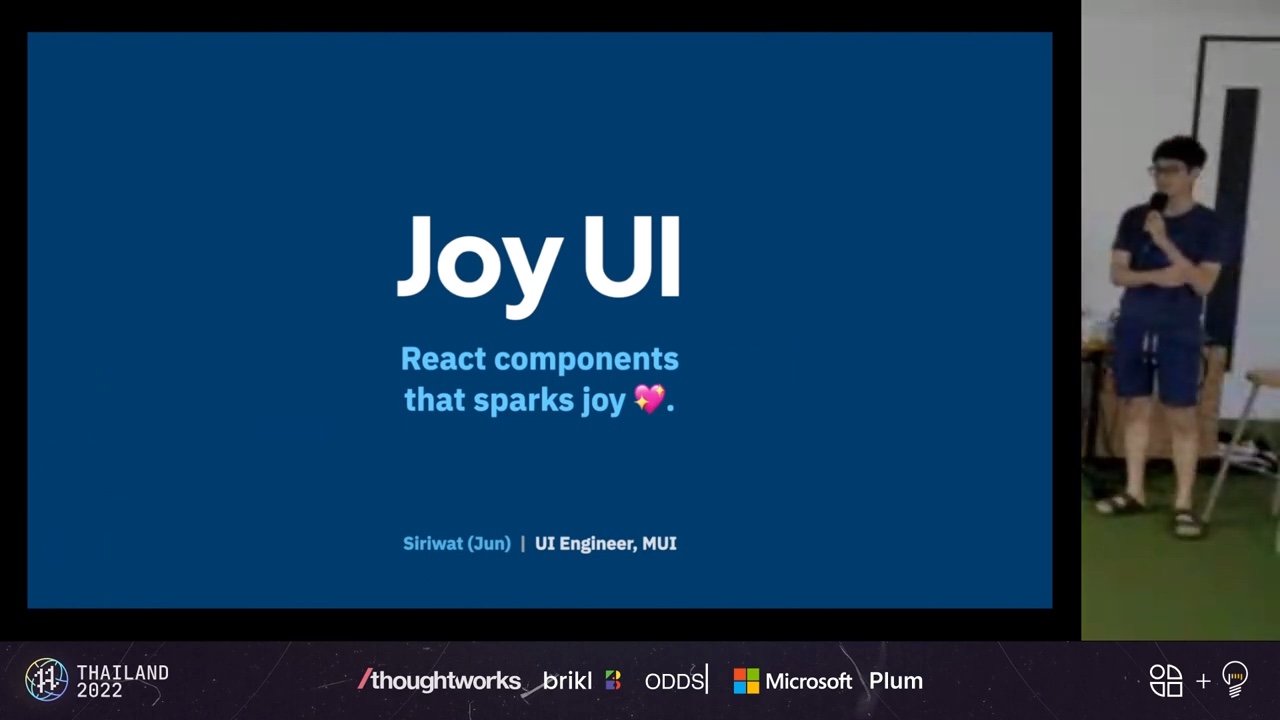 Joy UI
React components
that sparks joy 💖.
Siriwat (Jun) | UI Engineer, MUI
THAILAND
2022
/thoughtworks brikl ODDS| Microsoft Plum
+